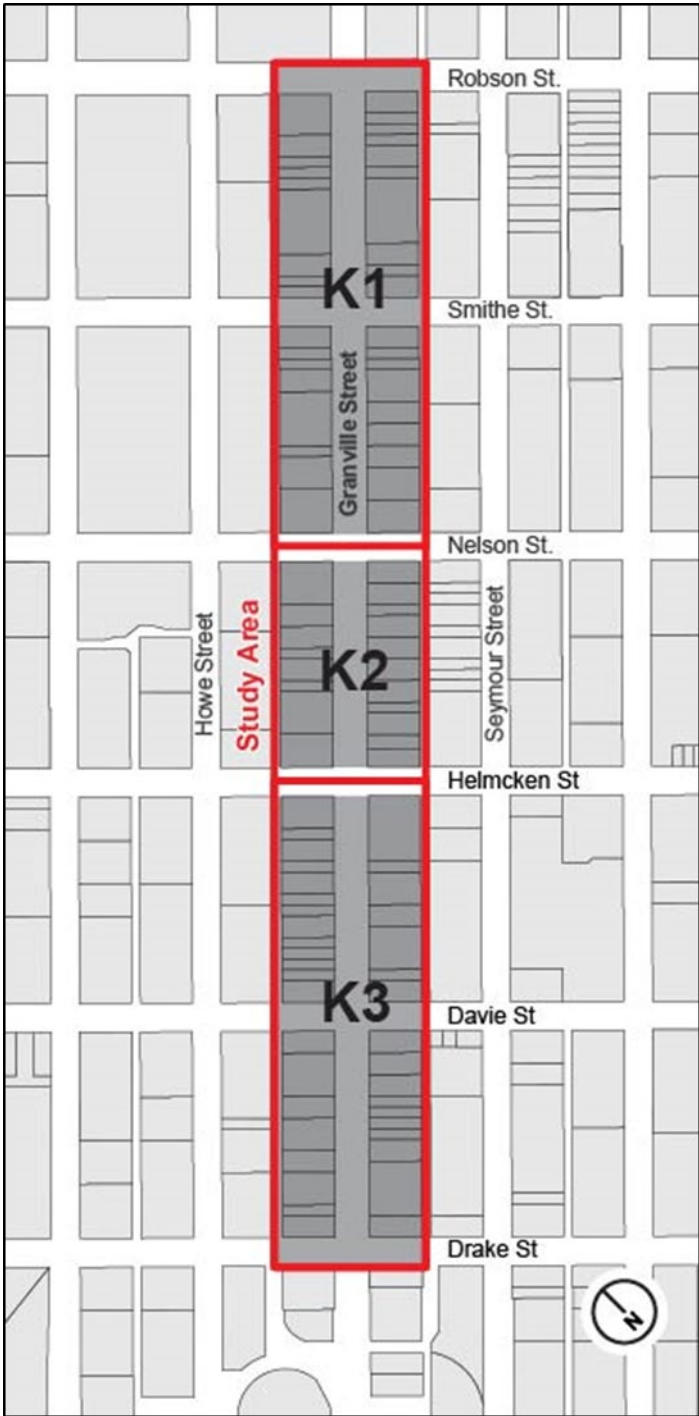 Robson St.
K1
Smithe St.
Granville Street
Nelson St.
Howe Street
Study Area
K2
Seymour Street
Helmcken St
K3
Davie St
Drake St
N